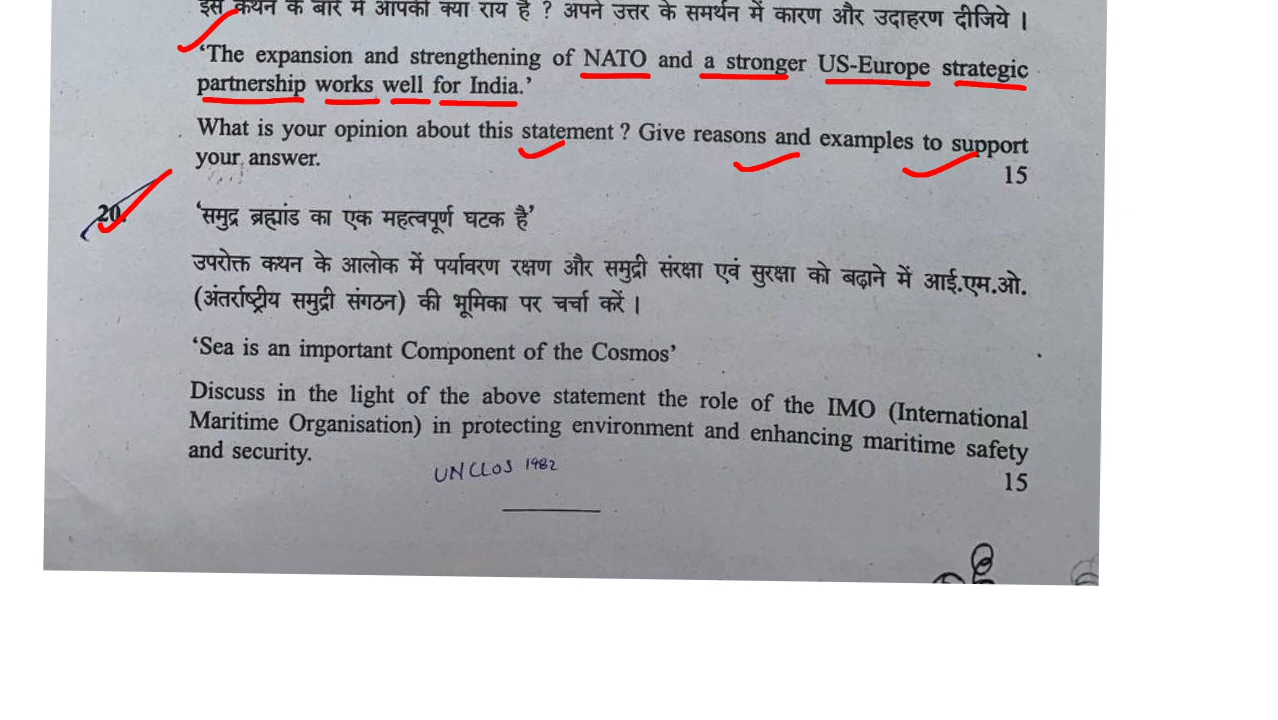 इस कथन के बारे में आपकी क्या राय है ? अपने उत्तर के समर्थन में कारण और उदाहरण दीजिये ।
‘The expansion and strengthening of NATO and a stronger US-Europe strategic
partnership works well for India.’
What is your opinion about this statement ? Give reasons and examples to support
your answer.
15
20.
‘समुद्र ब्रह्मांड का एक महत्वपूर्ण घटक है’
उपरोक्त कथन के आलोक में पर्यावरण रक्षण और समुद्री संरक्षा एवं सुरक्षा को बढ़ाने में आई.एम.ओ.
(अंतर्राष्ट्रीय समुद्री संगठन) की भूमिका पर चर्चा करें ।
‘Sea is an important Component of the Cosmos’
Discuss in the light of the above statement the role of the IMO (International
Maritime Organisation) in protecting environment and enhancing maritime safety
and security.
UNCLOS 1982
15